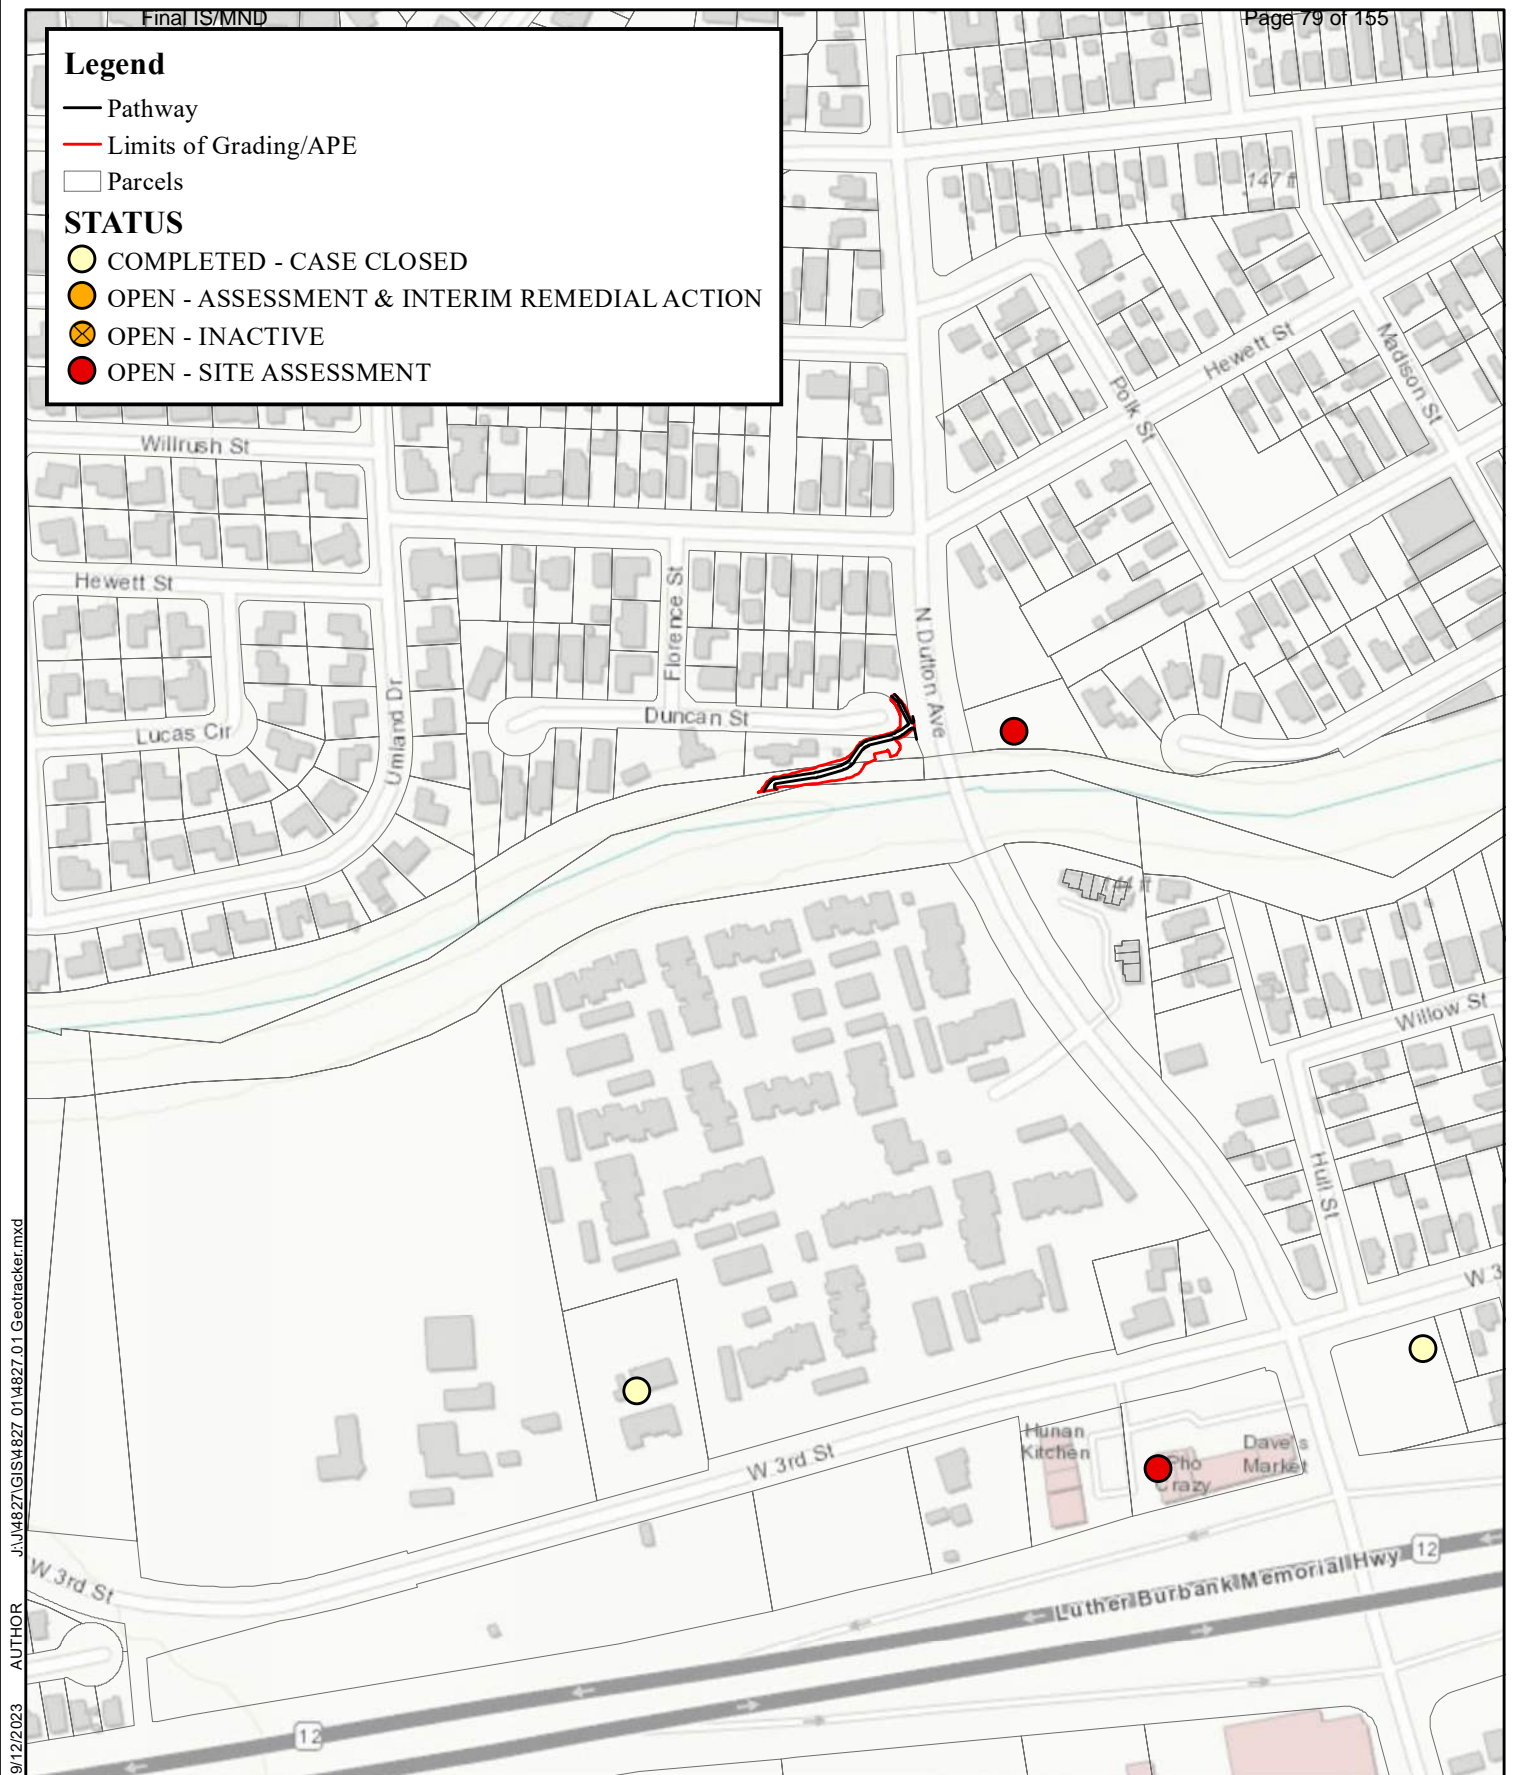 Final IS/MND
Page 79 of 155
Legend
Pathway
Limits of Grading/APE
Parcels
STATUS
COMPLETED - CASE CLOSED
OPEN - ASSESSMENT & INTERIM REMEDIAL ACTION
OPEN - INACTIVE
OPEN - SITE ASSESSMENT
147 ft
Hewett St
Madison St
Polk St
Willrush St
Hewett St
Florence St
N Dutton Ave
Umland Dr
Duncan St
Lucas Cir
Willow St
Hull St
W 3
Hunan
Kitchen
Dave's
Market
Pho
Crazy
W 3rd St
W 3rd St
Luther Burbank Memorial Hwy
12
12
J:\J\4827\GIS\4827 01\4827.01 Geotracker.mxd
AUTHOR
9/12/2023